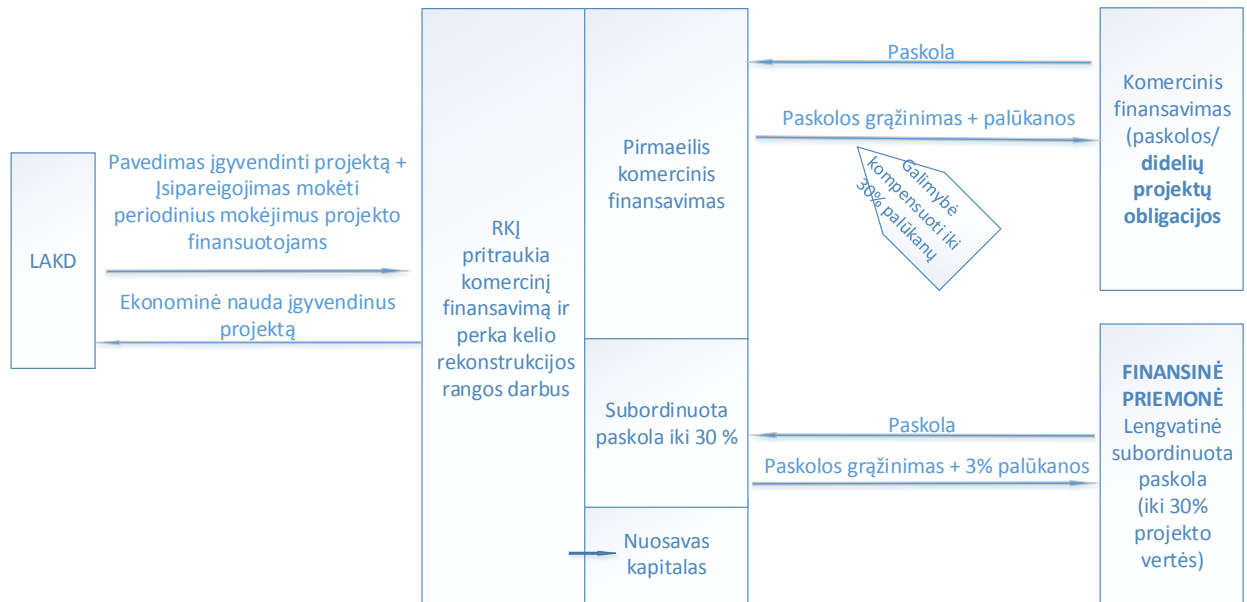 LAKD
Pavedimas įgyvendinti projektą +
Įsipareigojimas mokėti
periodinius mokėjimus projekto
finansuotojams
Ekonominė nauda įgyvendinus
projektą
RKĮ
pritraukia
komercinį
finansavimą ir
perka kelio
rekonstrukcijos
rangos darbus
Pirmaeilis
komercinis
finansavimas
Subordinuota
paskola iki 30 %
Nuosavas
kapitalas
Paskola
Paskolos grąžinimas + palūkanos
Galimybė
kompensuoti iki
30% palūkanų
Komercinis
finansavimas
(paskolos/
didelių
projektų
obligacijos
Paskola
Paskolos grąžinimas + 3% palūkanos
FINANSINĖ
PRIEMONĖ
Lengvatinė
subordinuota
paskola
(iki 30%
projekto
vertės)